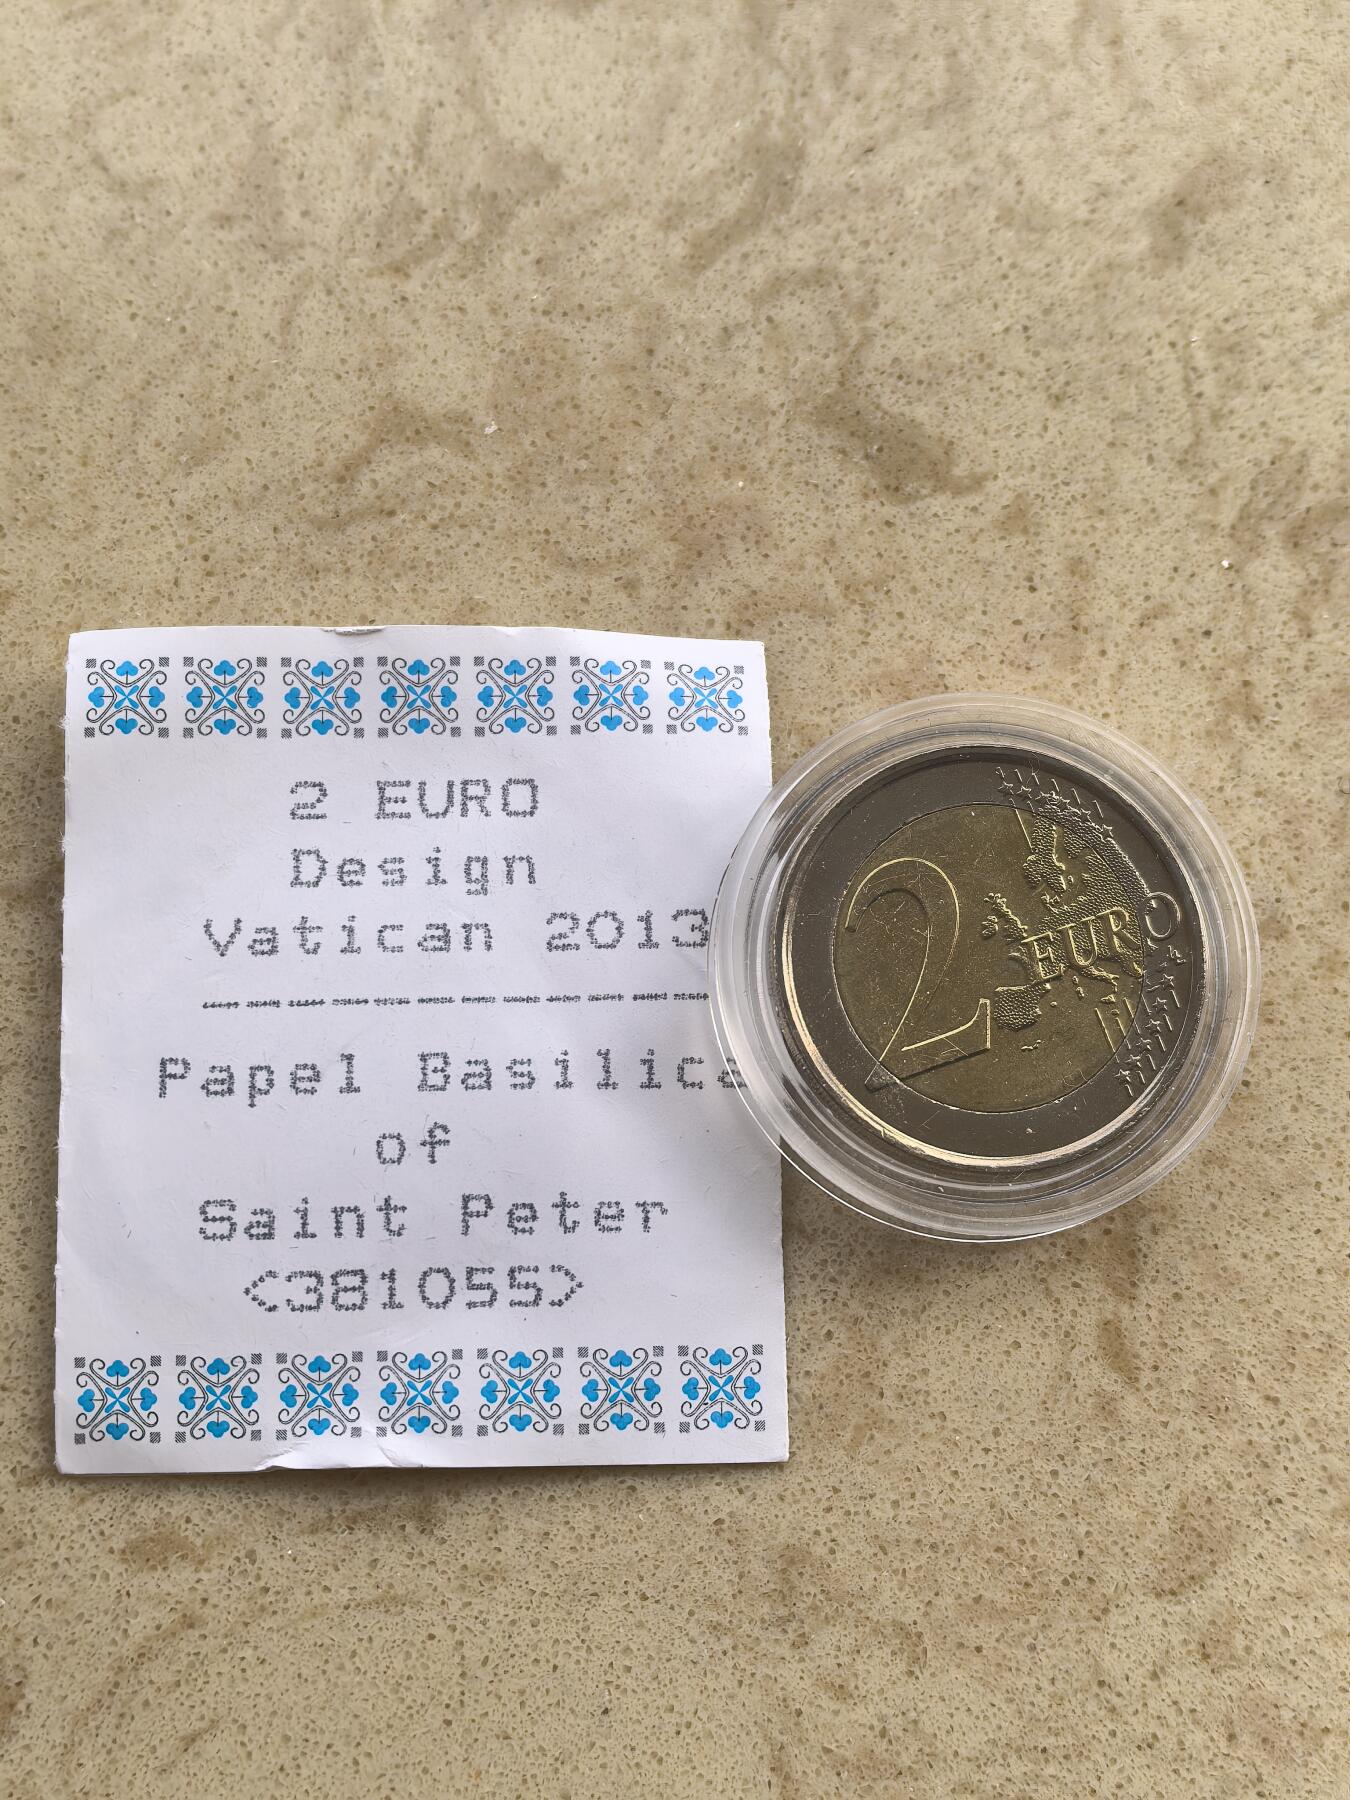 2 EURO
Design
Vatican 2013
Papel Basilica
of
Saint Peter
<381055>
2 EURO